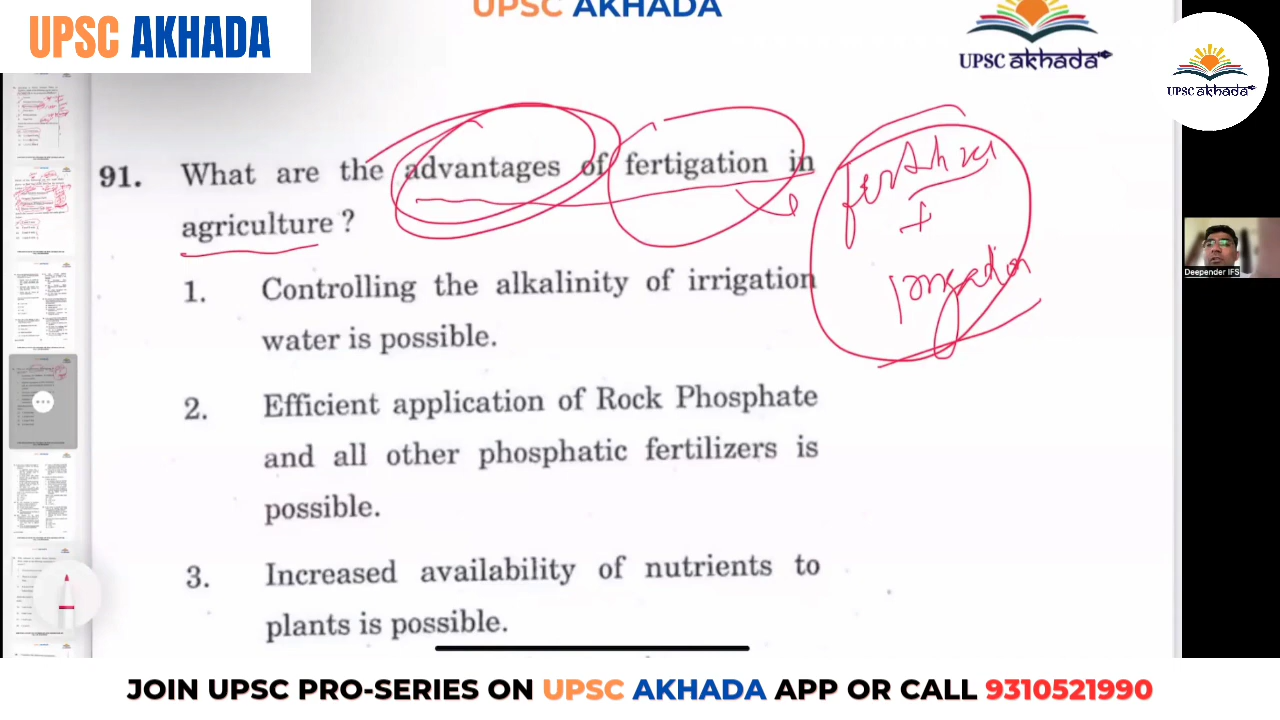 UPSC AKHADA
UPSC AKHADA
UPSC akhada
UPSC akhada
91. What are the advantages of fertigation in
agriculture ?
1. Controlling the alkalinity of irrigation
water is possible.
2. Efficient application of Rock Phosphate
and all other phosphatic fertilizers is
possible.
3. Increased availability of nutrients to
plants is possible.
+
Deepender IFS
JOIN UPSC PRO-SERIES ON UPSC AKHADA APP OR CALL 9310521990